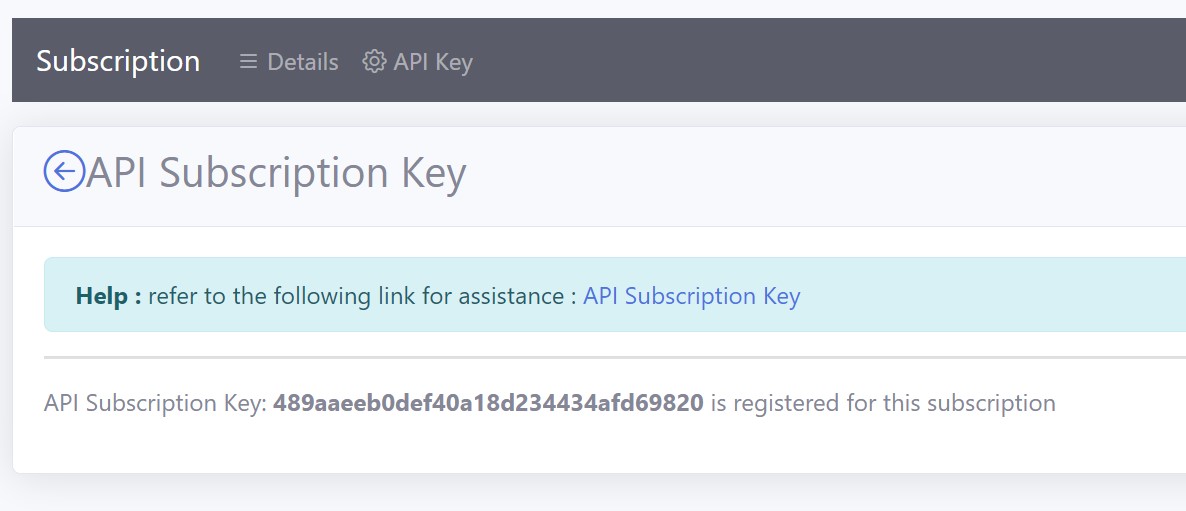 Subscription Details API Key
API Subscription Key
Help : refer to the following link for assistance : API Subscription Key
API Subscription Key: 489aaeeb0def40a18d234434afd69820 is registered for this subscription